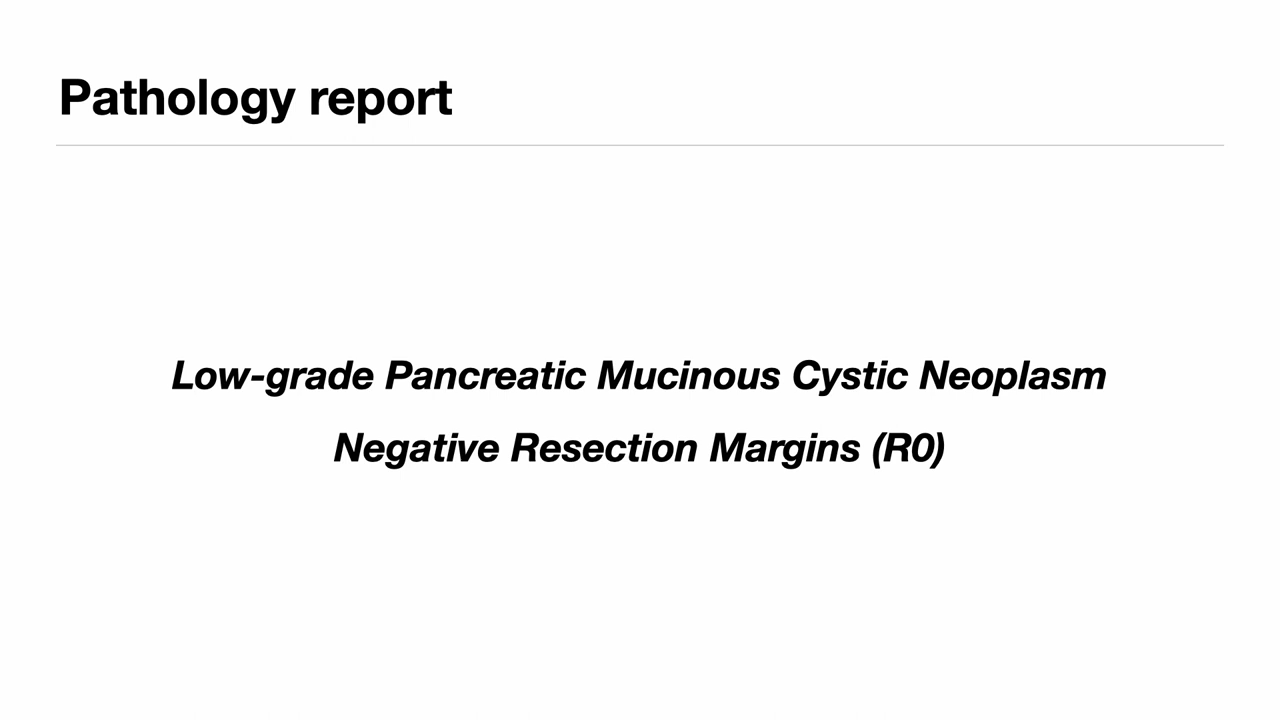 Pathology report
Low-grade Pancreatic Mucinous Cystic Neoplasm
Negative Resection Margins (R0)